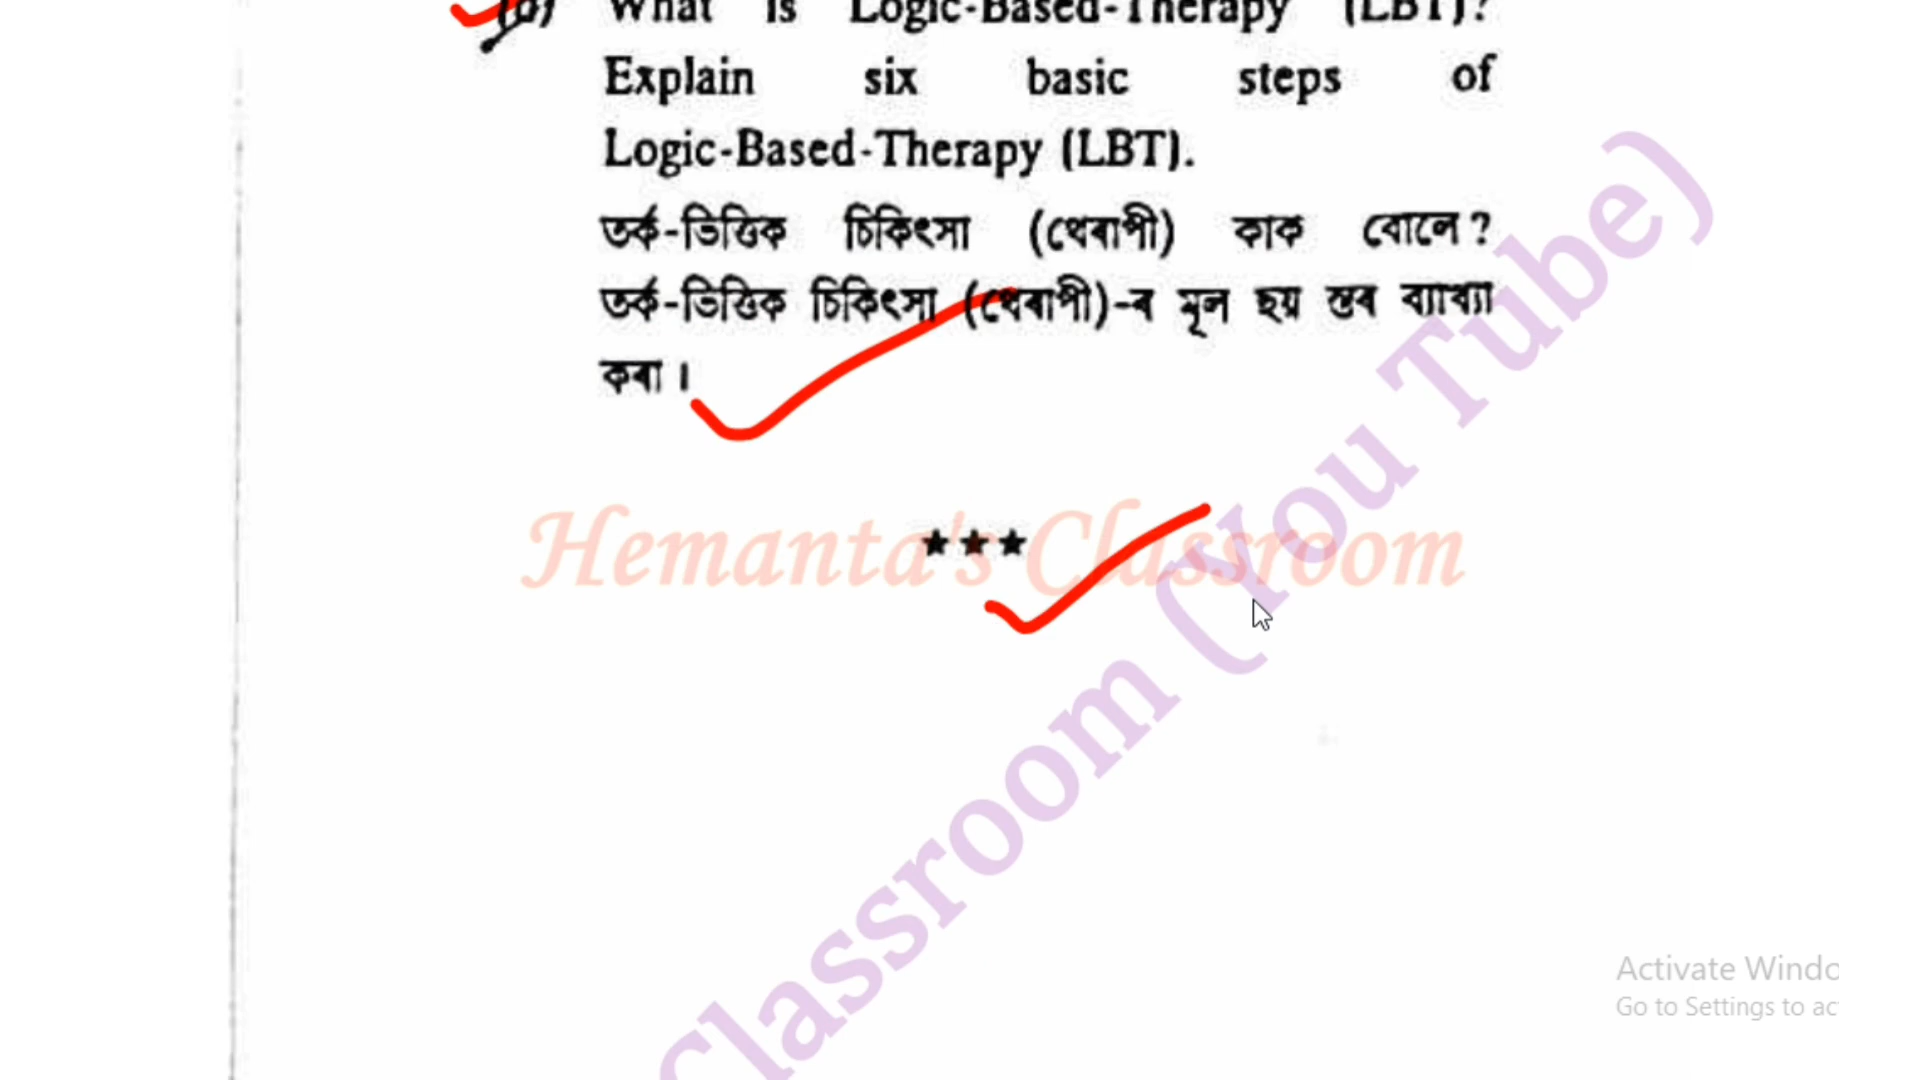 What is Logic-Based-Therapy (LBT)?
Explain six basic steps of
Logic-Based-Therapy (LBT).
তৰ্ক-ভিত্তিক চিকিৎসা (থেৰাপী) কাক বোলে?
তৰ্ক-ভিত্তিক চিকিৎসা (থেৰাপী)-ৰ মূল ছয় স্তৰ ব্যাখ্যা
কৰা।
★★★
Hemanta's Classroom
Classroom (You Tube)
Activate Windo
Go to Settings to ac